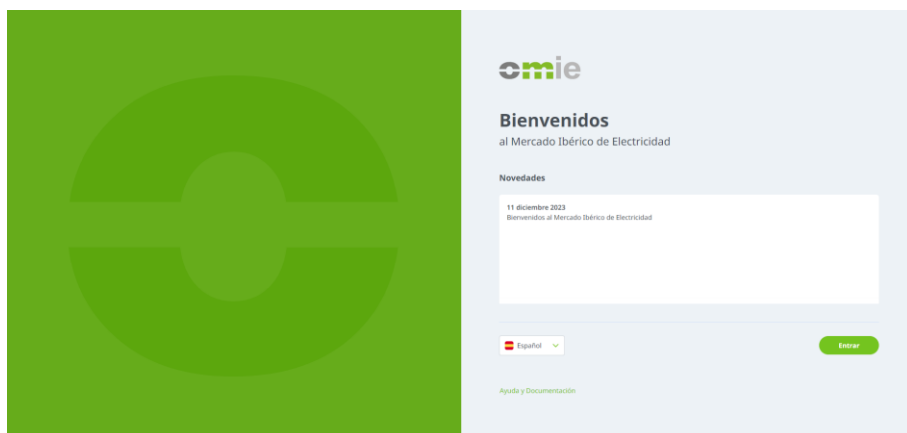 omie
Bienvenidos
al Mercado Ibérico de Electricidad
Novedades
11 diciembre 2023
Bienvenidos al Mercado Ibérico de Electricidad
Español
Entrar
Ayuda y Documentación